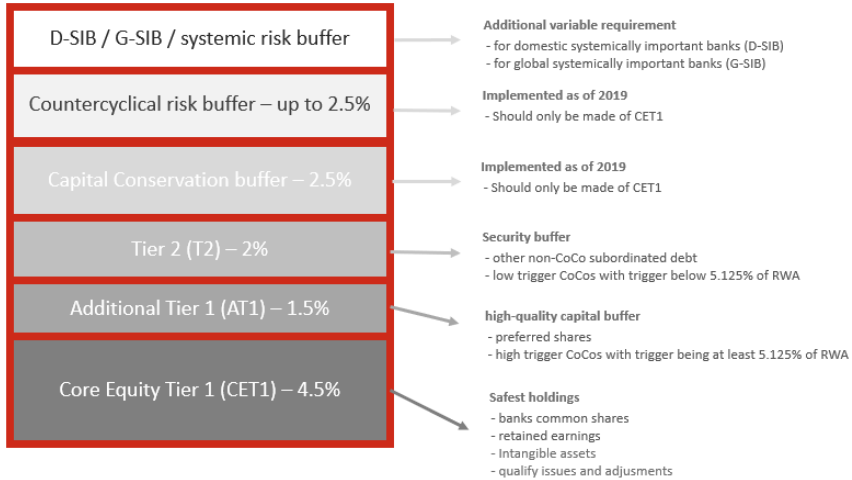 D-SIB / G-SIB / systemic risk buffer
Additional variable requirement
- for domestic systemically important banks (D-SIB)
- for global systemically important banks (G-SIB)
Countercyclical risk buffer – up to 2.5%
Implemented as of 2019
- Should only be made of CET1
Capital Conservation buffer – 2.5%
Implemented as of 2019
- Should only be made of CET1
Tier 2 (T2) – 2%
Security buffer
- other non-CoCo subordinated debt
- low trigger CoCos with trigger below 5.125% of RWA
Additional Tier 1 (AT1) – 1.5%
high-quality capital buffer
- preferred shares
- high trigger CoCos with trigger being at least 5.125% of RWA
Core Equity Tier 1 (CET1) – 4.5%
Safest holdings
- banks common shares
- retained earnings
- Intangible assets
- qualify issues and adjusments